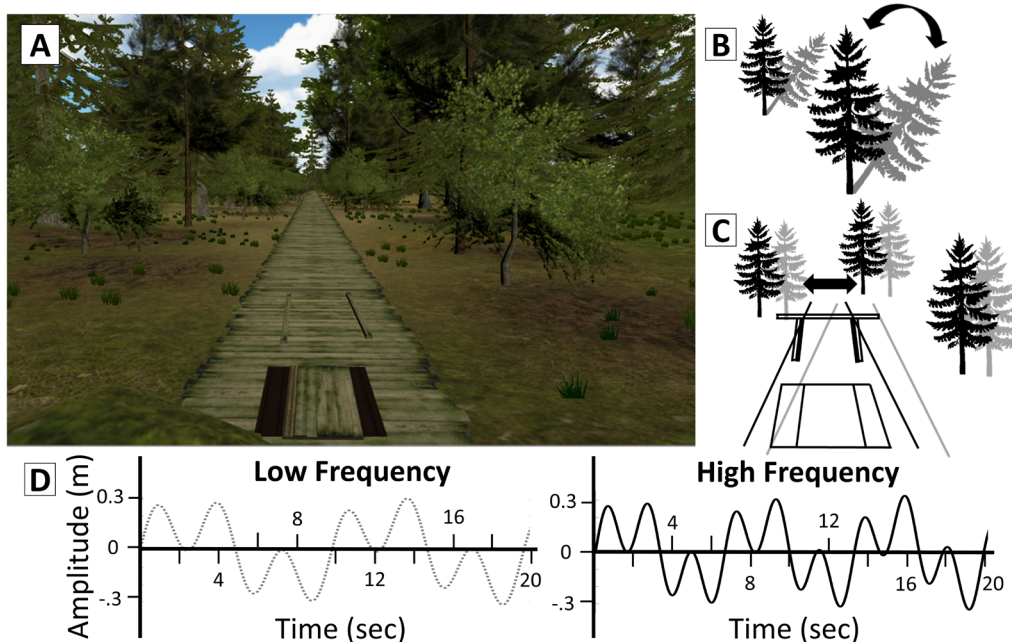 A
B
C
D
Low Frequency
High Frequency
Amplitude (m)
0.3
0
-.3
4
8
12
16
20
Time (sec)
0.3
0
-.3
4
8
12
16
20
Time (sec)